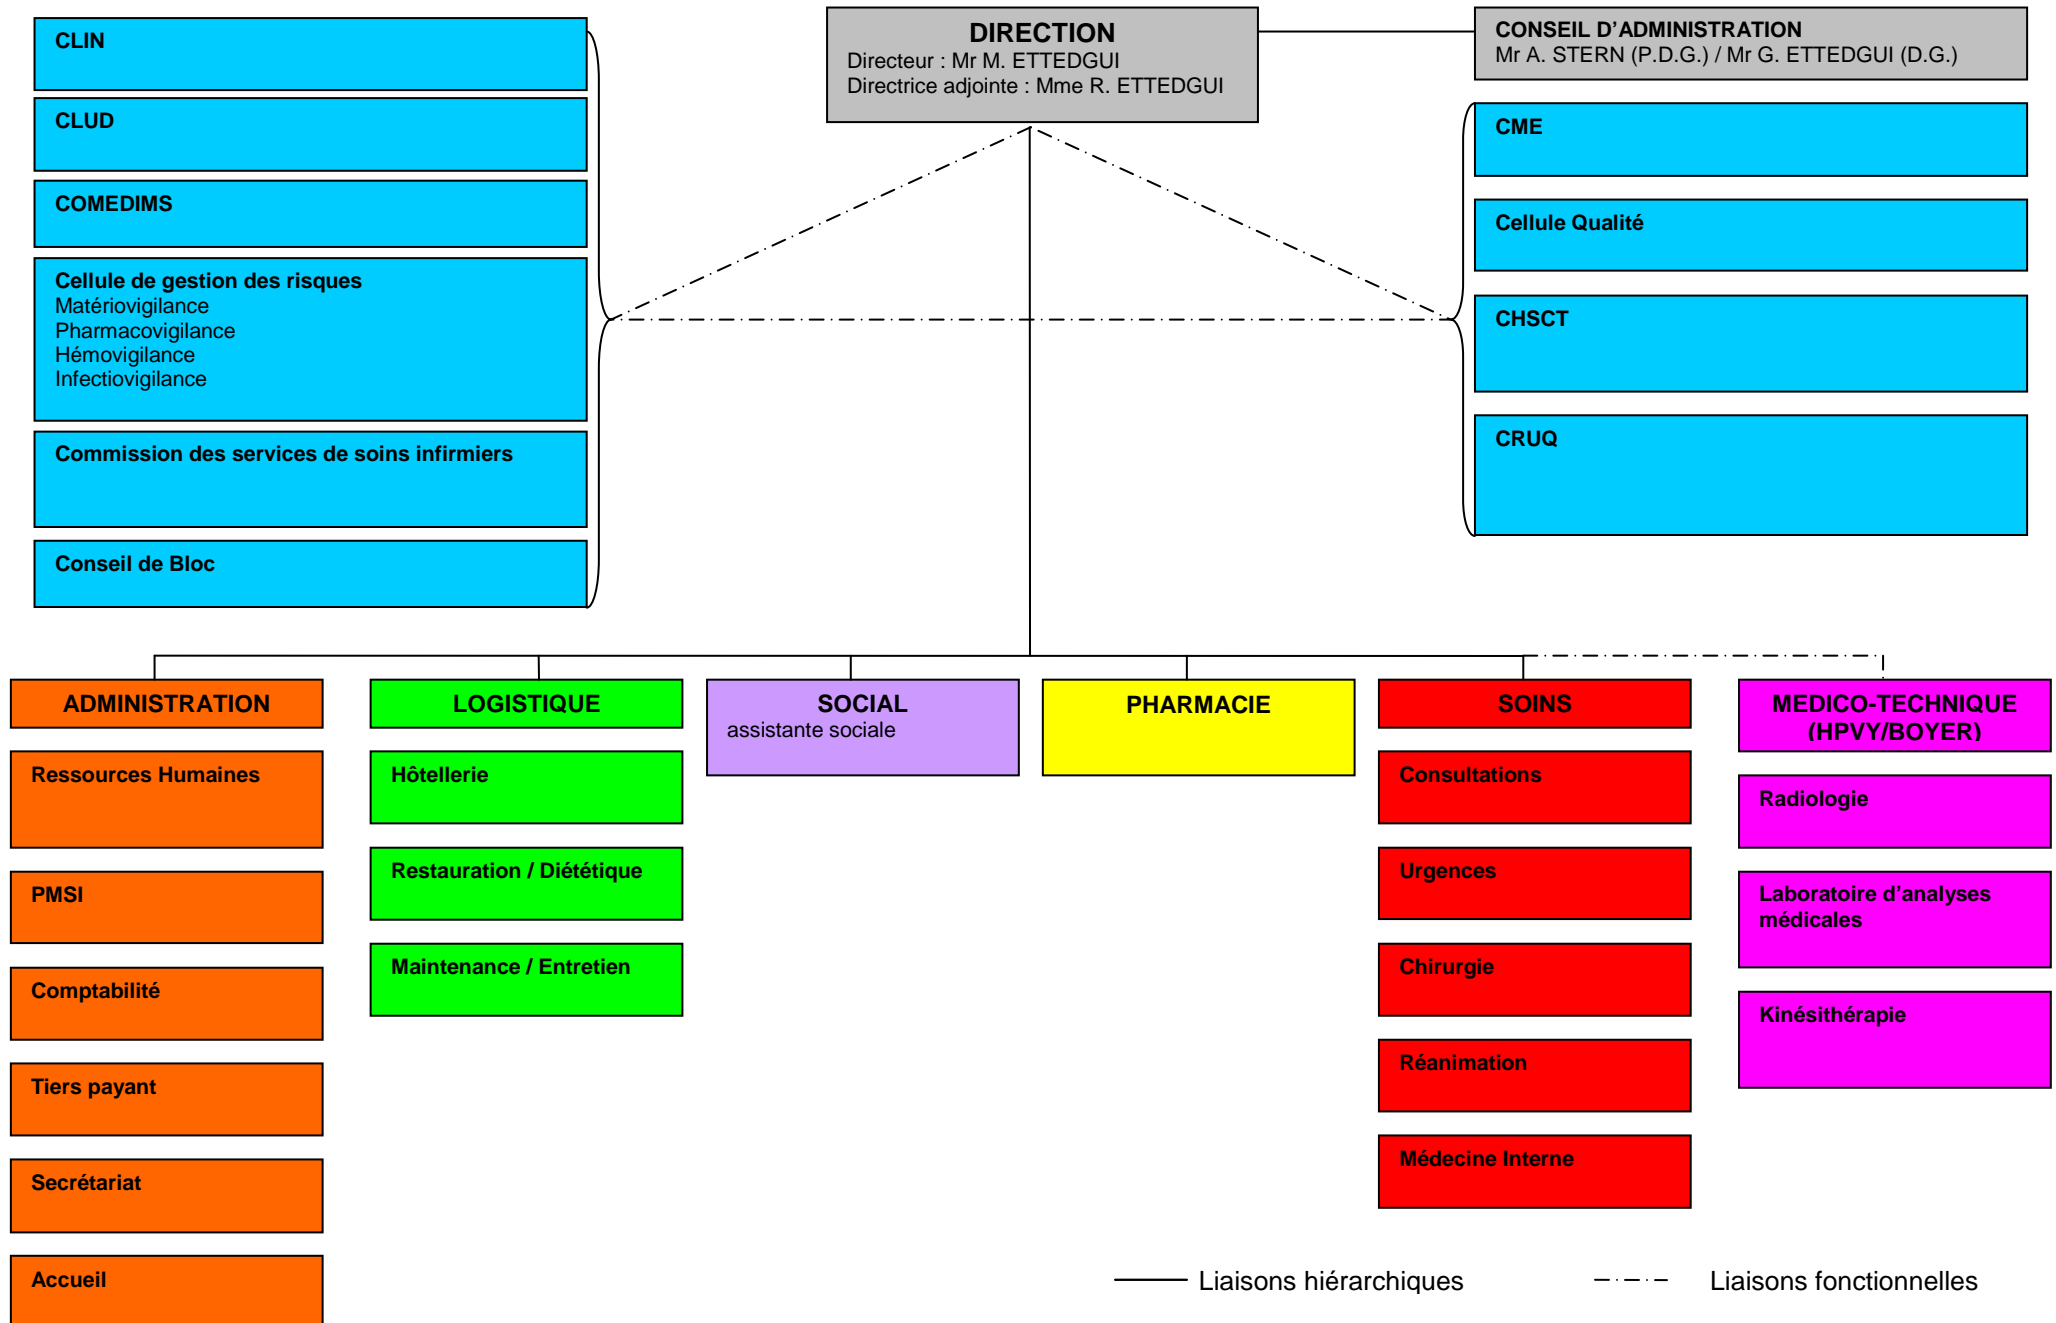 DIRECTION
Directeur : Mr M. ETTEDGUI
Directrice adjointe : Mme R. ETTEDGUI
CONSEIL D’ADMINISTRATION
Mr A. STERN (P.D.G.) / Mr G. ETTEDGUI (D.G.)
CLIN
CLUD
COMEDIMS
Cellule de gestion des risques
Matériovigilance
Pharmacovigilance
Hémovigilance
Infectiovigilance
Commission des services de soins infirmiers
Conseil de Bloc
CME
Cellule Qualité
CHSCT
CRUQ
ADMINISTRATION
Ressources Humaines
PMSI
Comptabilité
Tiers payant
Secrétariat
Accueil
LOGISTIQUE
Hôtellerie
Restauration / Diététique
Maintenance / Entretien
SOCIAL
assistante sociale
PHARMACIE
SOINS
Consultations
Urgences
Chirurgie
Réanimation
Médecine Interne
MEDICO-TECHNIQUE
(HPVY/BOYER)
Radiologie
Laboratoire d’analyses
médicales
Kinésithérapie
Liaisons hiérarchiques
Liaisons fonctionnelles